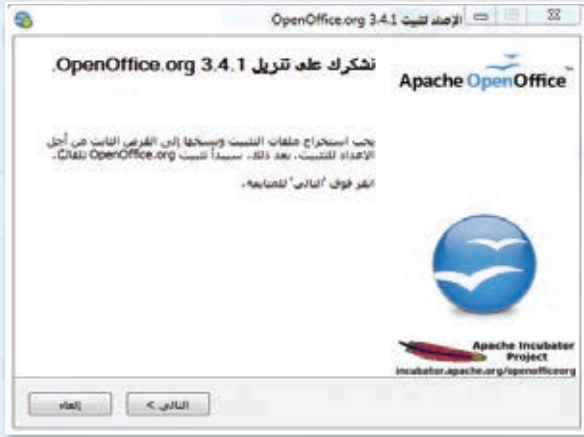 الإعداد لتثبيت OpenOffice.org 3.4.1
نشكرك على تنزيل OpenOffice.org 3.4.1.
Apache OpenOffice™
يجب استخراج ملفات التثبيت ونسخها إلى القرص الثابت من أجل
الاعداد للتثبيت. بعد ذلك، سيبدأ تثبيت OpenOffice.org تلقائيًا.
انقر فوق 'التالي' للمتابعة.
Apache Incubator
Project
incubator.apache.org/openofficeorg
التالي >
إلغاء